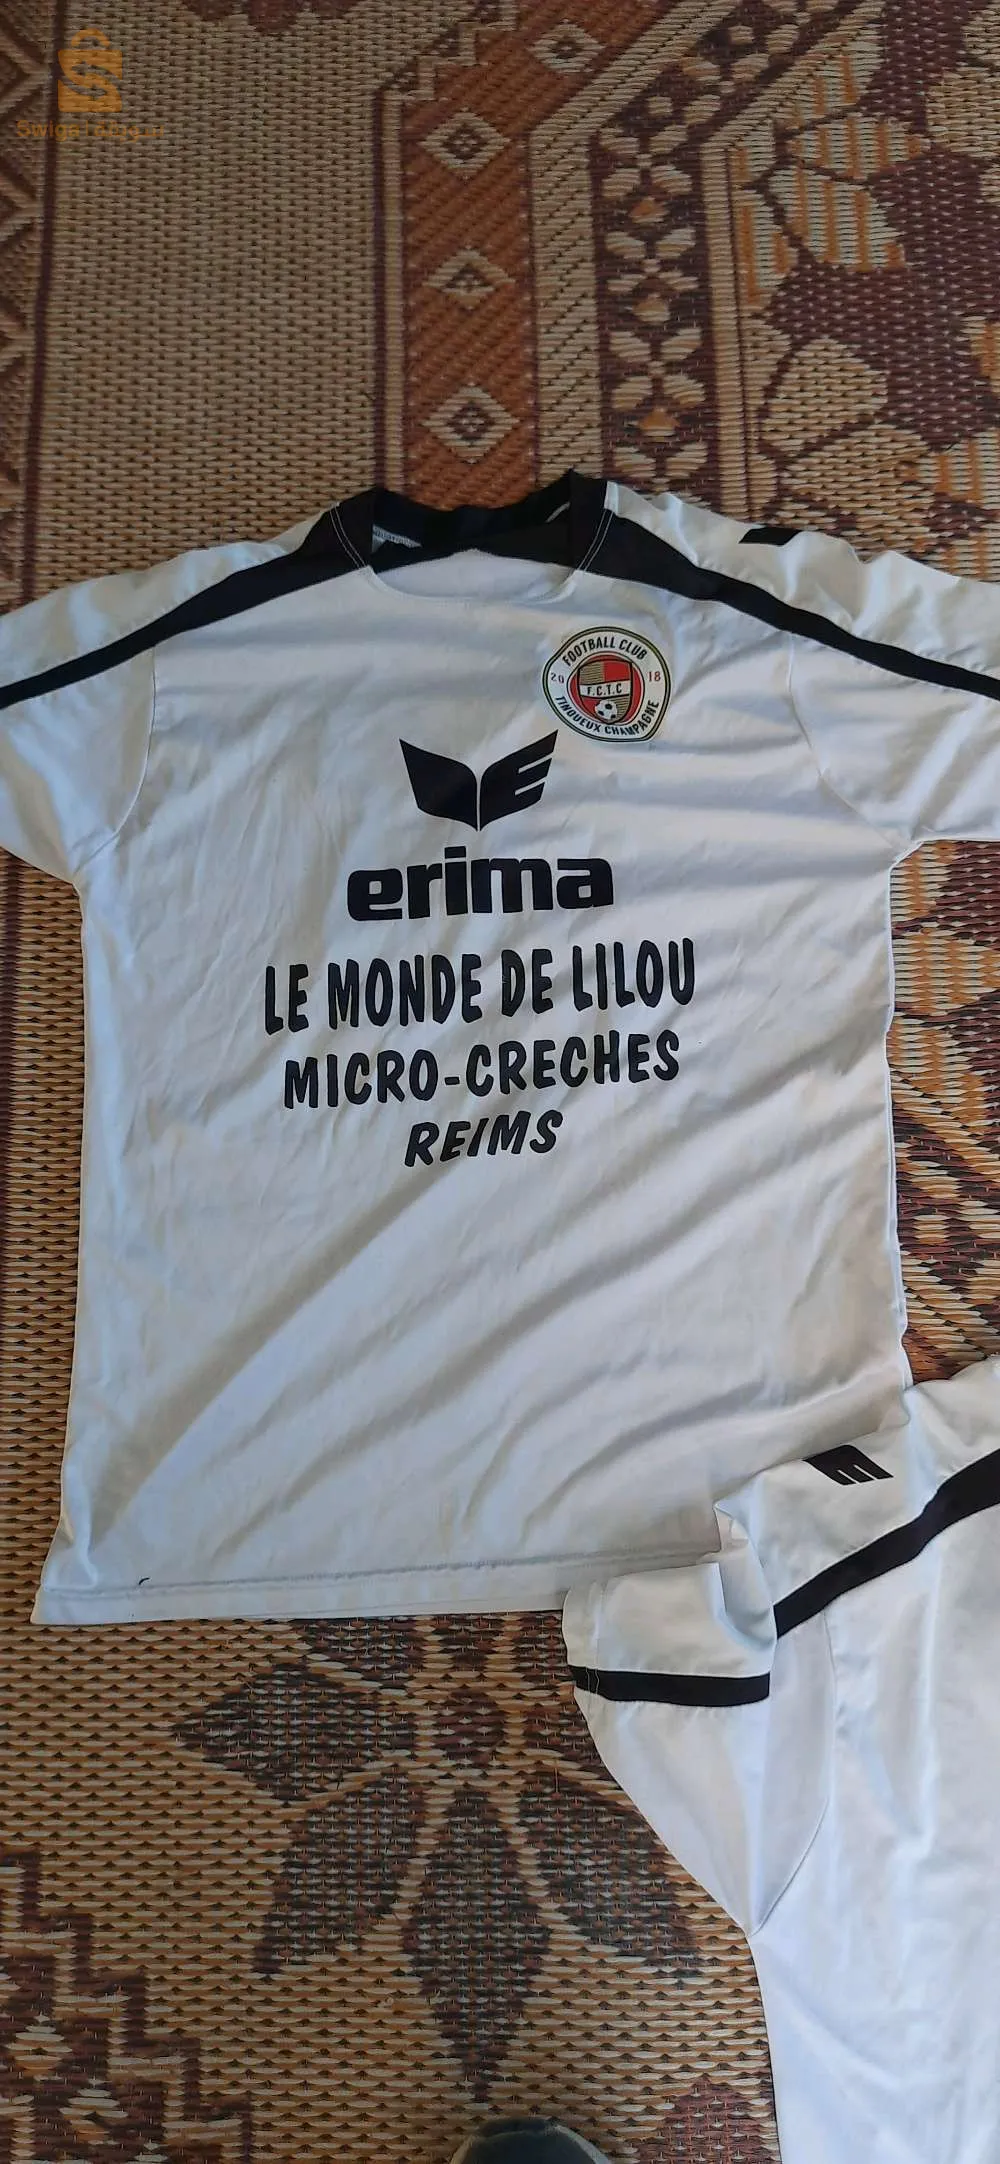 FOOTBALL CLUB
20 18
F.C.T.C
TINQUEUX CHAMPAGNE
erima
LE MONDE DE LILOU
MICRO-CRECHES
REIMS